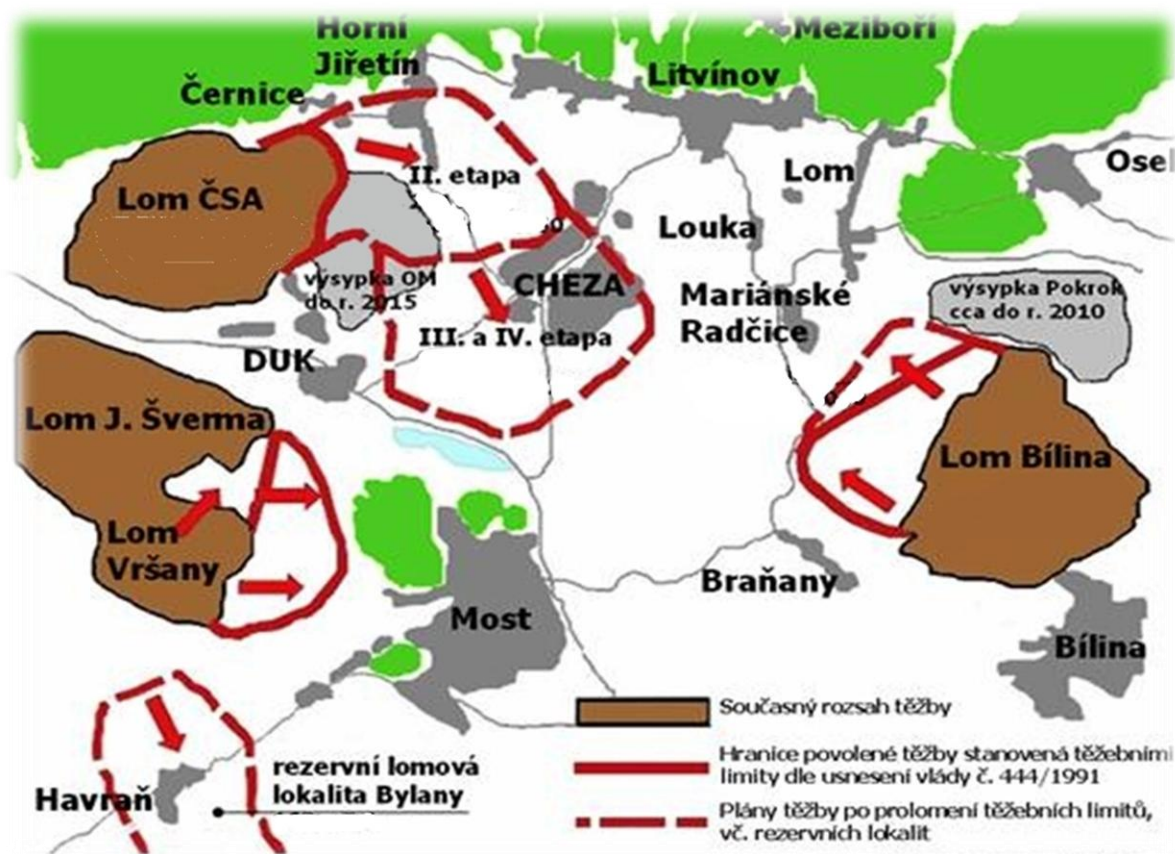 Horní
Jiřetín
Meziboří
Litvínov
Černice
Lom ČSA
II. etapa
Lom
Ose
Louka
výsypka OM
do r. 2015
CHEZA
Mariánské
Radčice
výsypka Pokrok
cca do r. 2010
III. a IV. etapa
DUK
Lom J. Šverma
Lom Bílina
Lom
Vršany
Braňany
Most
Bílina
Současný rozsah těžby
Hranice povolené těžby stanovená těžebními
limity dle usnesení vlády č. 444/1991
rezervní lomová
lokalita Bylany
Havraň
Plány těžby po prolomení těžebních limitů,
vč. rezervních lokalit